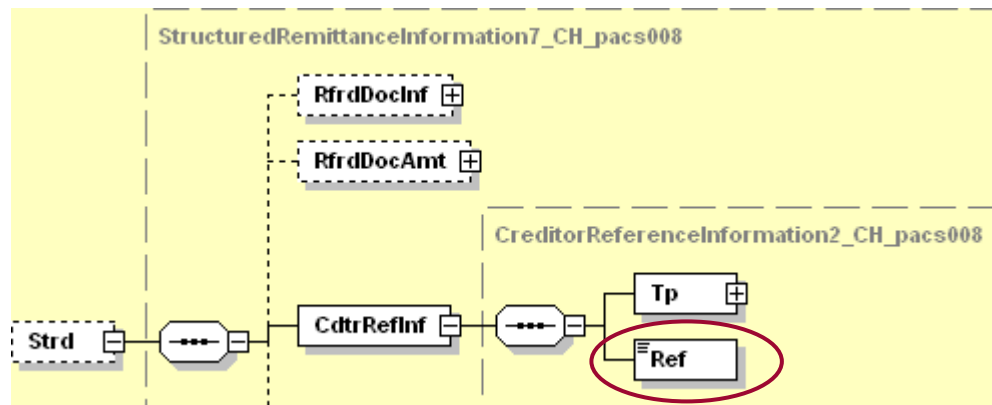 StructuredRemittanceInformation7_CH_pacs008
RfrdDocInf
RfrdDocAmt
CreditorReferenceInformation2_CH_pacs008
Tp
Strd
CdtrRefInf
Ref